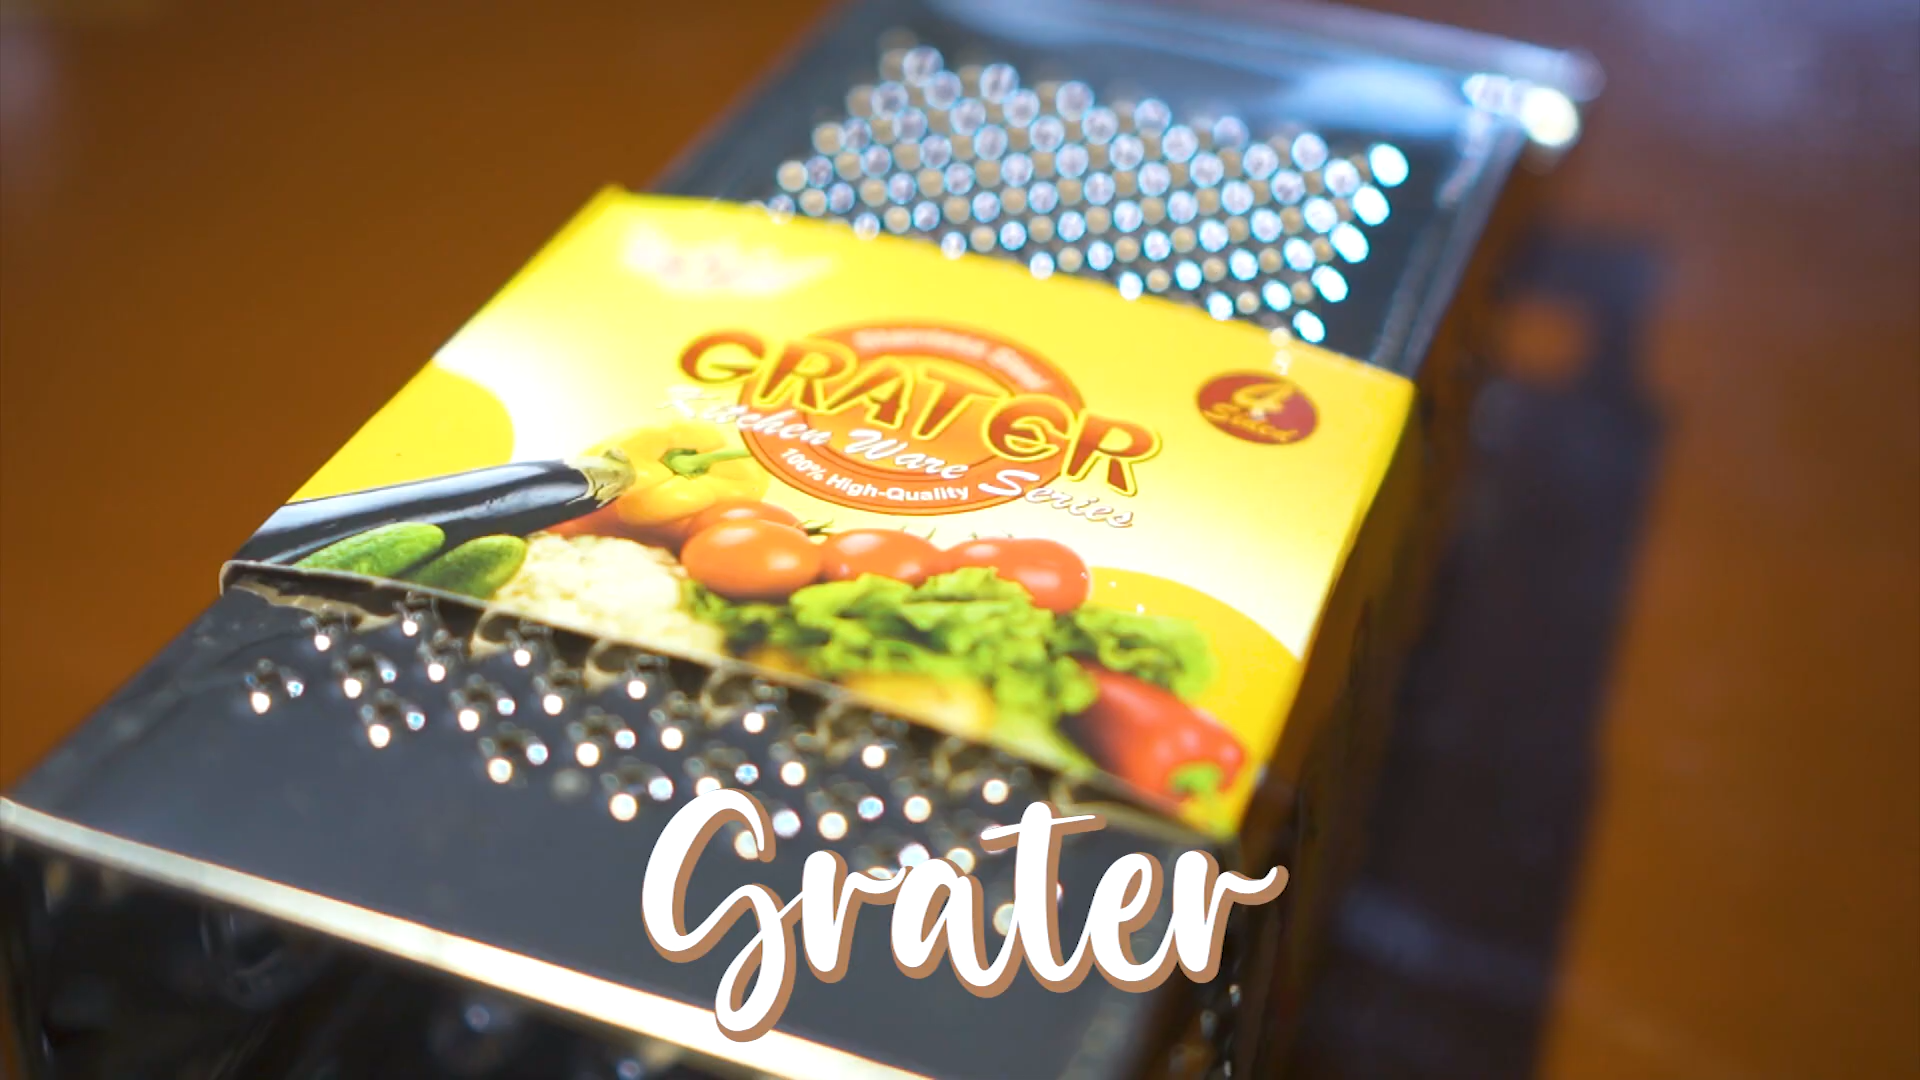 Stainless Steel
GRATER
Kitchen Ware Series
100% High-Quality
4
Sided
Grater